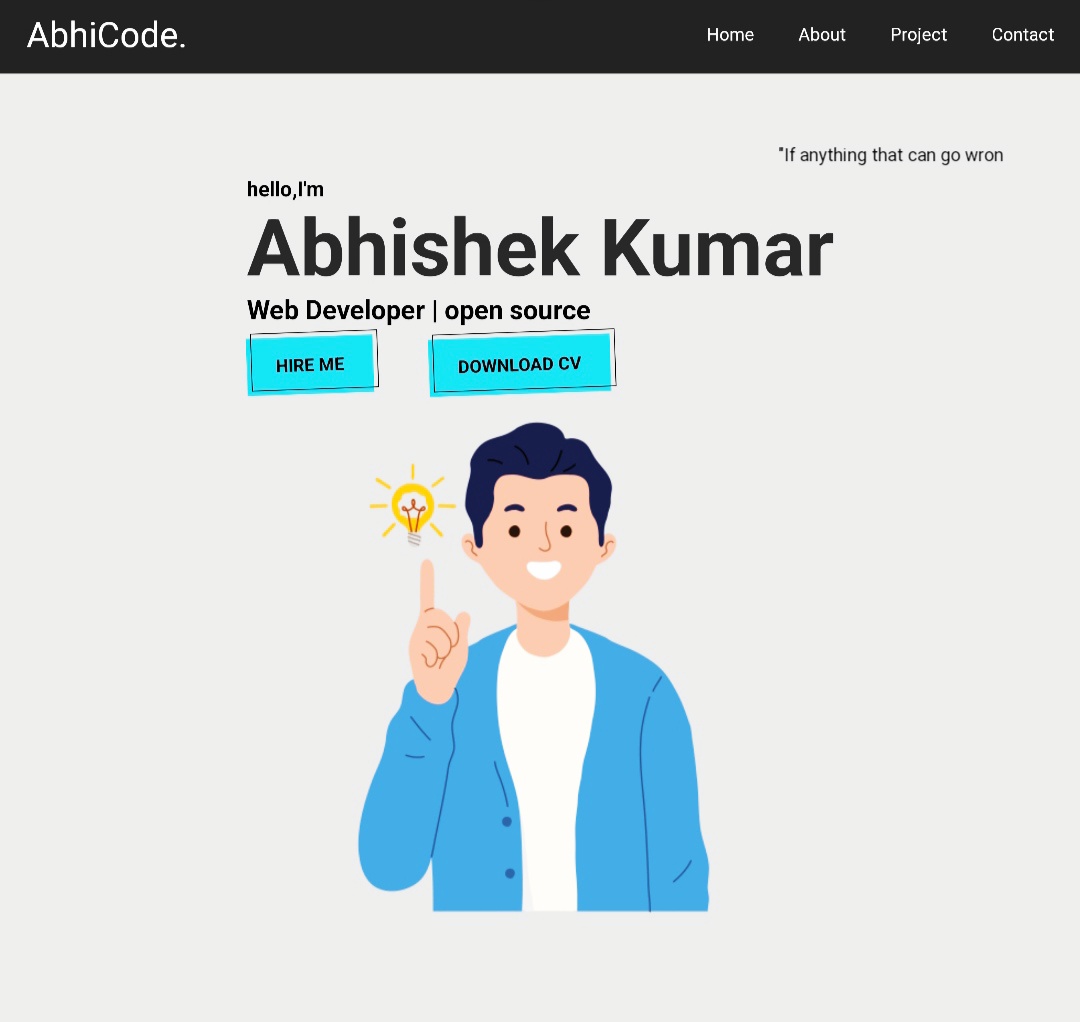 AbhiCode.
Home About Project Contact
"If anything that can go wron
hello,I'm
Abhishek Kumar
Web Developer | open source
HIRE ME DOWNLOAD CV